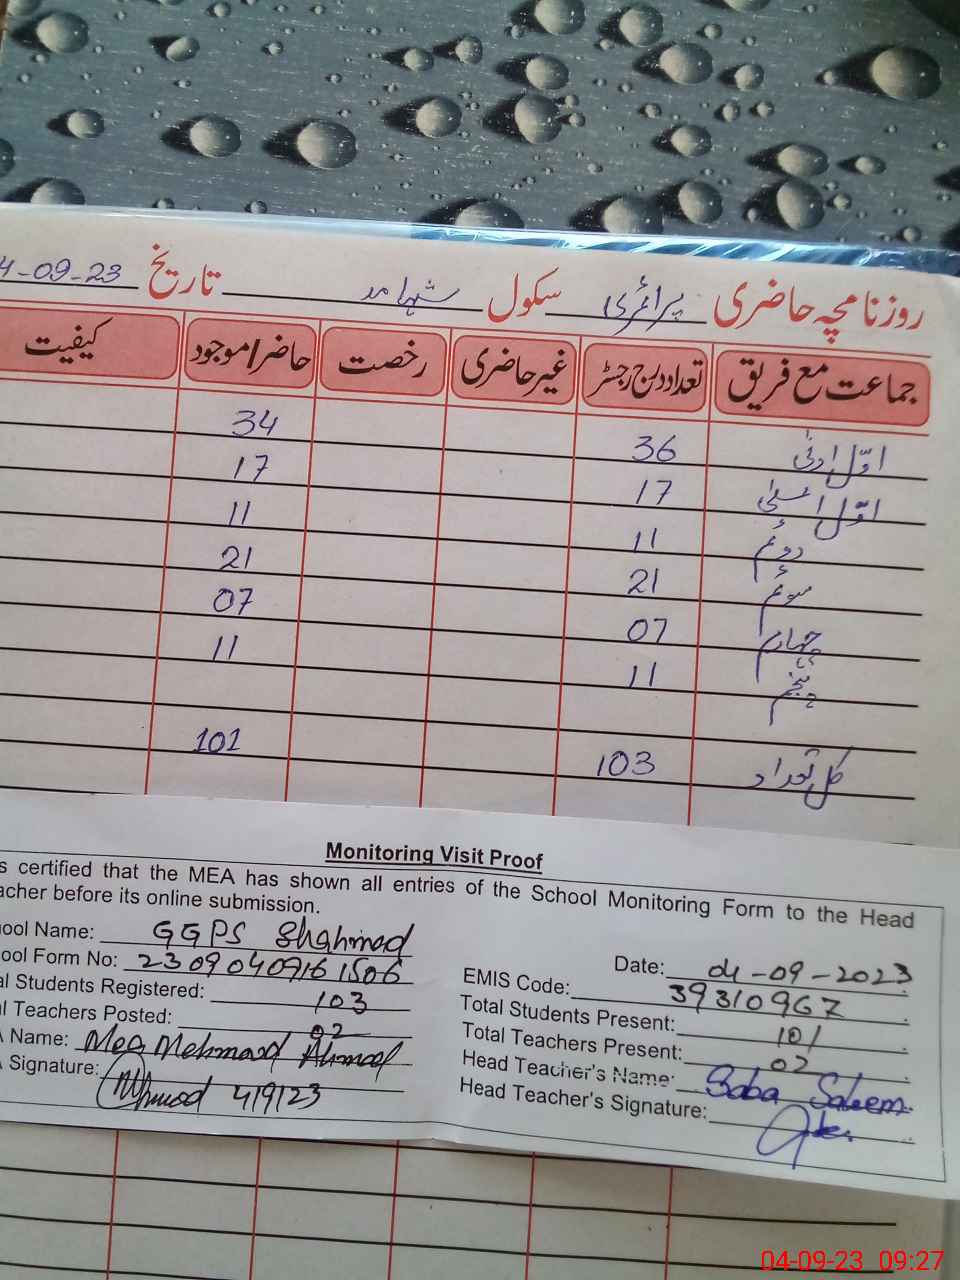 روزنامچہ حاضری پرائمری سکول شہامد تاریخ 4-09-23
جماعت مع فریق تعداد درج رجسٹر غیر حاضری رخصت حاضر/موجود کیفیت
اوّل ادنیٰ 36 34
اوّل اعلیٰ 17 17
دوئم 11 11
سوئم 21 21
چہارم 07 07
پنجم 11 11
کل تعداد 103 101
Monitoring Visit Proof
s certified that the MEA has shown all entries of the School Monitoring Form to the Head
acher before its online submission.
ool Name: GGPS Shahmad
Date: 04-09-2023
ool Form No: 2309040916 1506
EMIS Code: 39310967
al Students Registered: 103
Total Students Present: 101
al Teachers Posted: 02
Total Teachers Present: 02
A Name: Mea Mehmood Ahmad
Head Teacher's Name: Saba Saleem
A Signature: 4/9/23
Head Teacher's Signature:
04-09-23 09:27